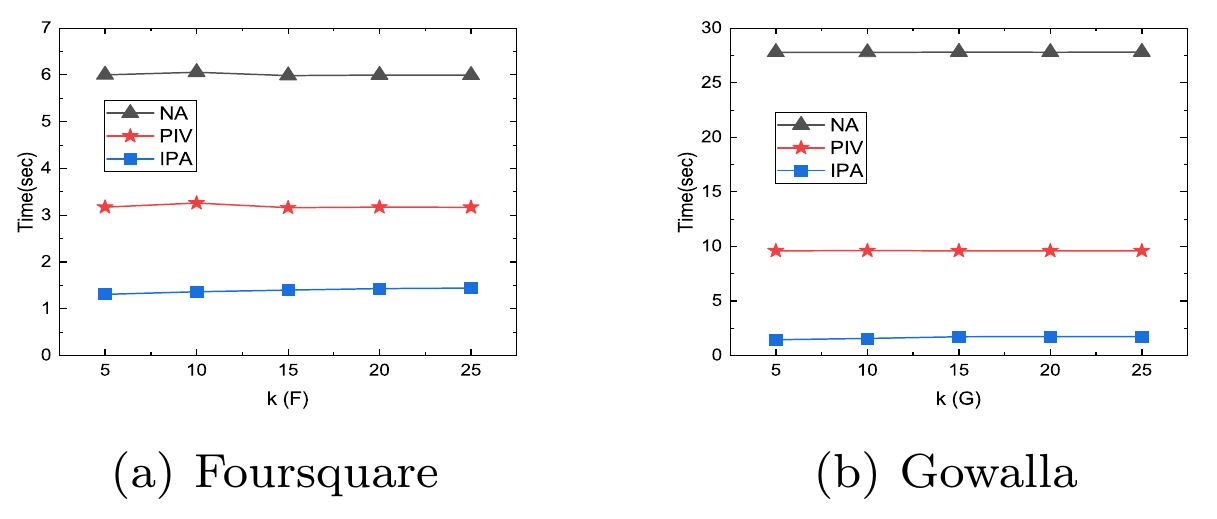 7
6
5
4
3
2
1
0
Time(sec)
NA
PIV
IPA
5 10 15 20 25
k (F)
(a) Foursquare
30
25
20
15
10
5
0
Time(sec)
NA
PIV
IPA
5 10 15 20 25
k (G)
(b) Gowalla